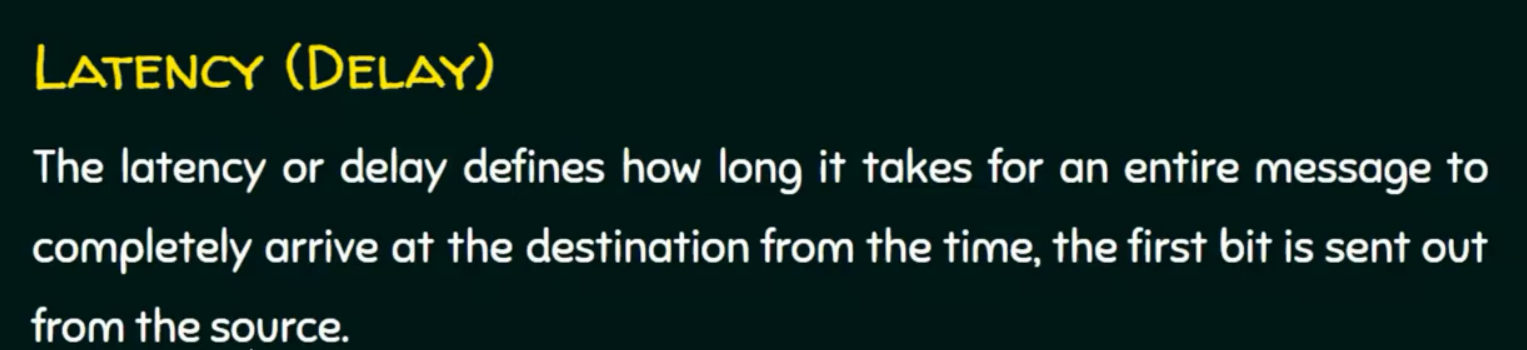 LATENCY (DELAY)
The latency or delay defines how long it takes for an entire message to
completely arrive at the destination from the time, the first bit is sent out
from the source.